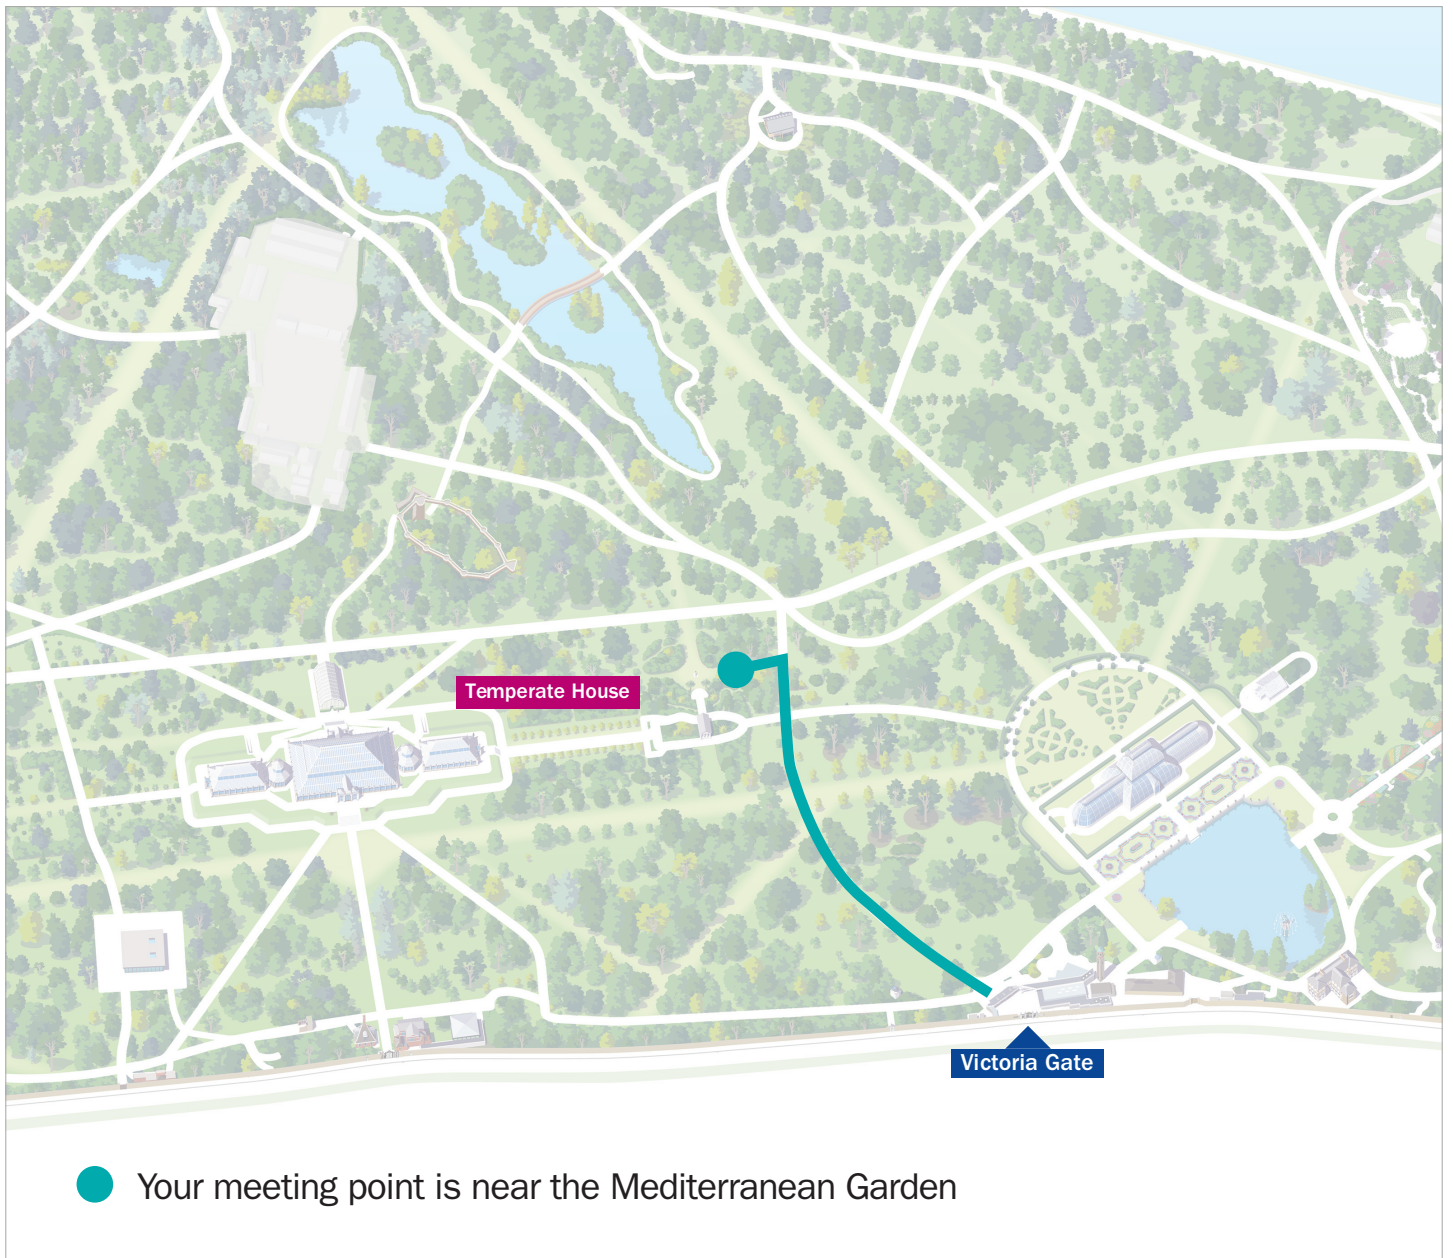 Temperate House
Victoria Gate
Your meeting point is near the Mediterranean Garden